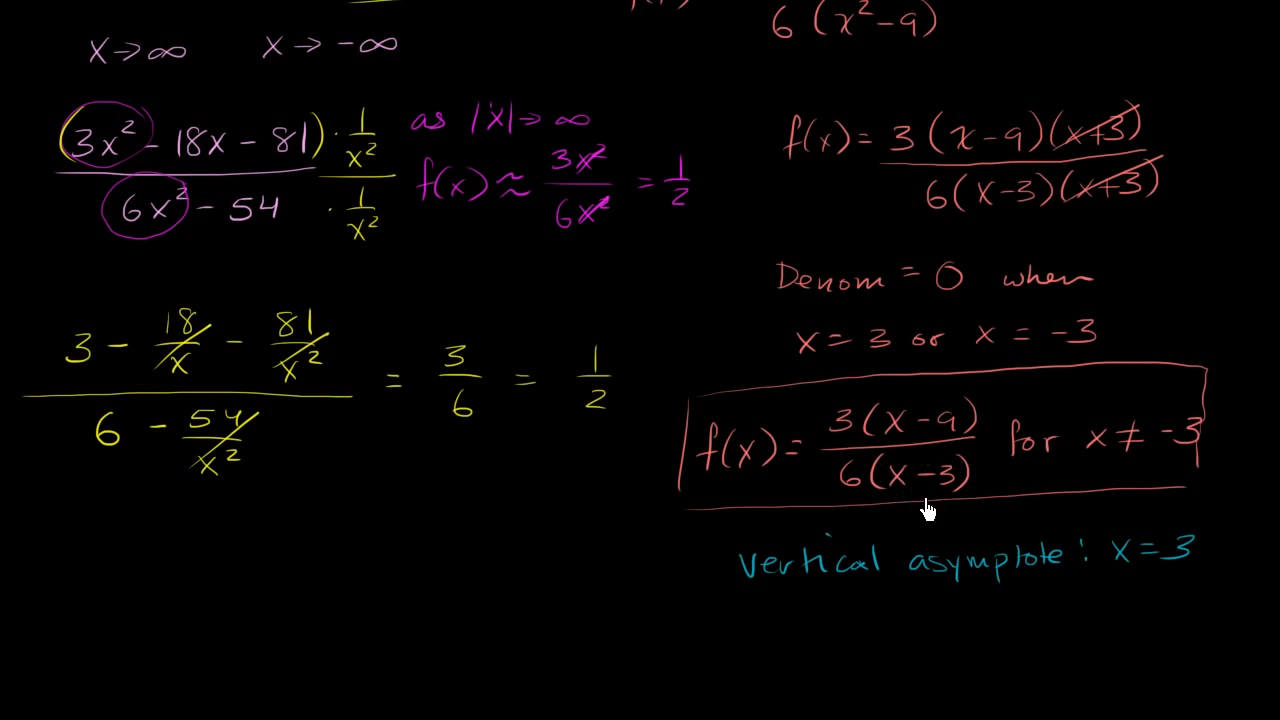 6 (x² - 9)
x → ∞ x → -∞
(3x² - 18x - 81) · 1/x²
6x² - 54 · 1/x²
as |x| → ∞
f(x) ≈ 3x²/6x² = 1/2
f(x) = 3(x-9)(x+3)
6(x-3)(x+3)
Denom = 0 when
x = 3 or x = -3
3 - 18/x - 81/x²
6 - 54/x²
= 3/6 = 1/2
f(x) = 3(x-9)/6(x-3) for x ≠ -3
vertical asymptote: x = 3